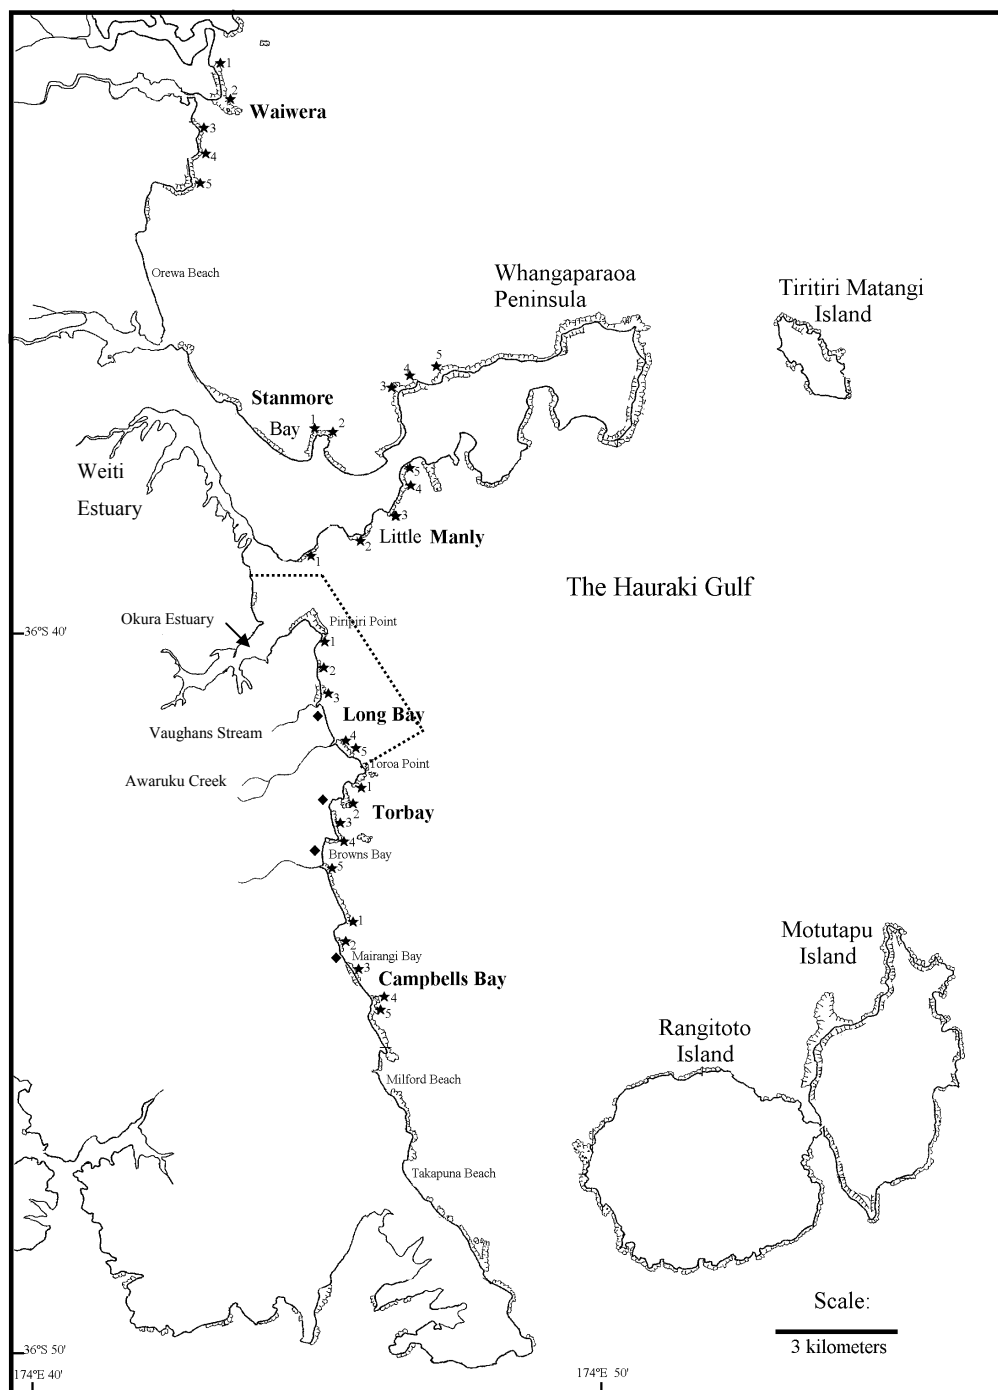 1
2
Waiwera
3
4
5
Orewa Beach
Whangaparaoa
Peninsula
Tiritiri Matangi
Island
5
4
3
Stanmore
Bay
1
2
Weiti
Estuary
5
4
3
Little Manly
2
1
The Hauraki Gulf
Okura Estuary
Piripiri Point
36ºS 40'
1
2
3
Long Bay
Vaughans Stream
4
5
Toroa Point
Awaruku Creek
1
2
Torbay
3
4
Browns Bay
5
1
2
Mairangi Bay
3
Campbells Bay
4
5
Motutapu
Island
Rangitoto
Island
Milford Beach
Takapuna Beach
Scale:
3 kilometers
36ºS 50'
174ºE 40'
174ºE 50'